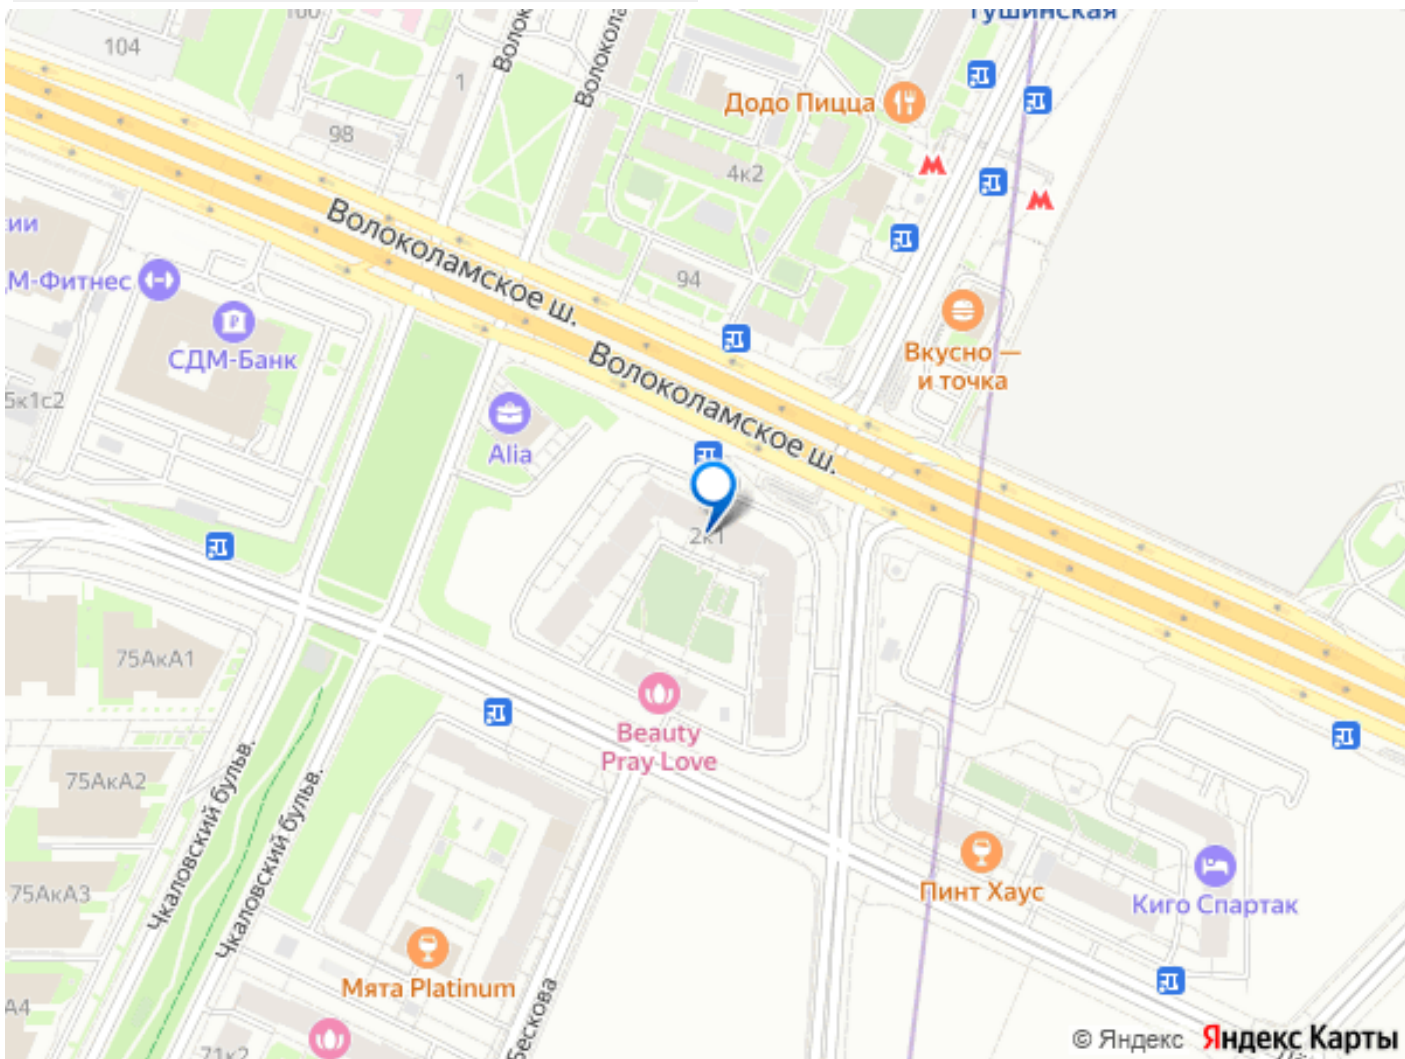 100
Тушинская
104
Волок
Волокола
1
Додо Пицца
98
4к2
Волоколамское ш.
ии
М-Фитнес
94
СДМ-Банк
Вкусно —
и точка
Волоколамское ш.
5к1с2
Alia
2к1
75АкА1
Beauty
Pray Love
75АкА2
Чкаловский бульв.
Чкаловский бульв.
75АкА3
Пинт Хаус
Киго Спартак
Мята Platinum
Бескова
А4
71к2
© Яндекс Яндекс Карты